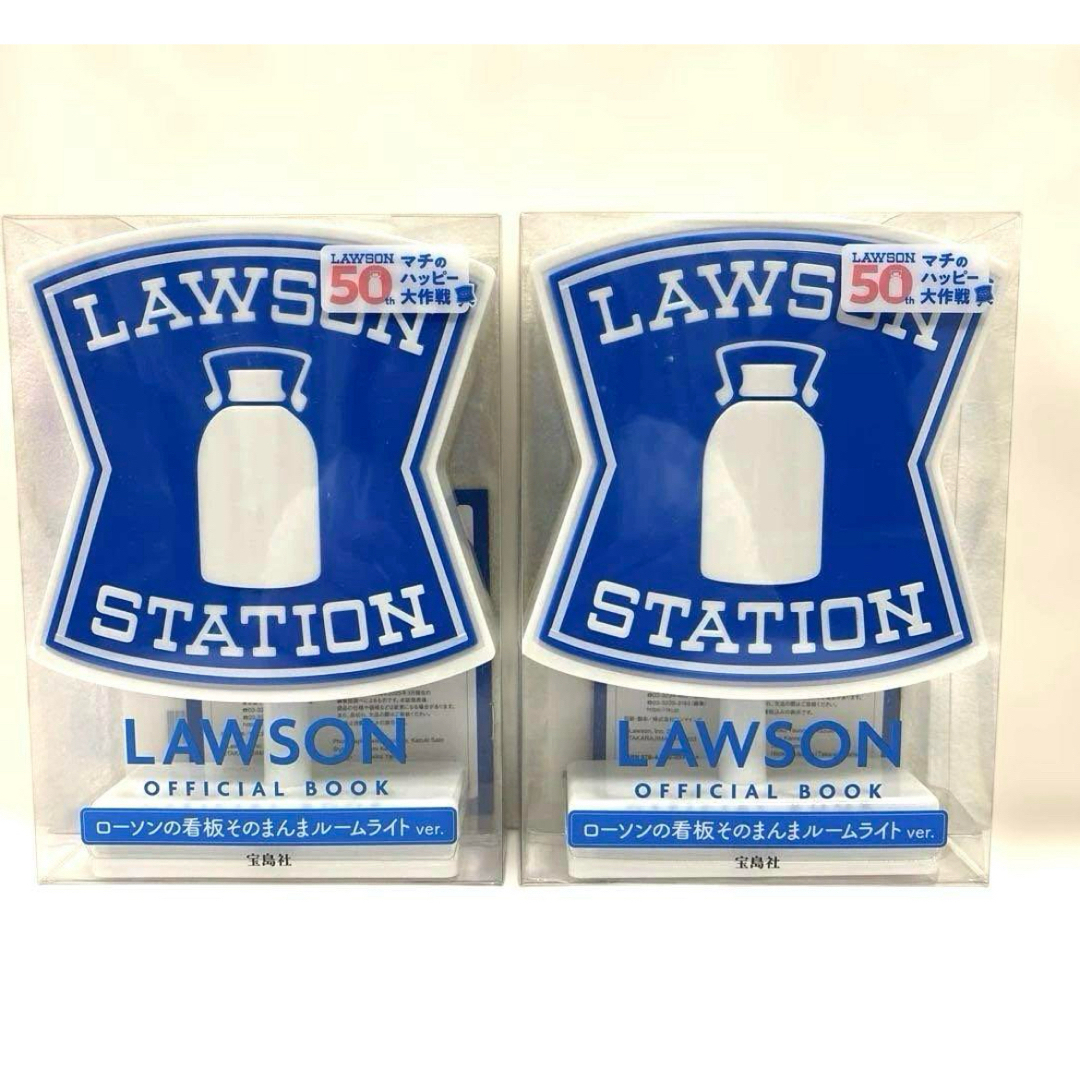 LAWSON
LAWSON
50th
マチの
ハッピー
大作戦
STATION
LAWSON
OFFICIAL BOOK
ローソンの看板そのまんまルームライト ver.
宝島社
LAWSON
LAWSON
50th
マチの
ハッピー
大作戦
STATION
LAWSON
OFFICIAL BOOK
ローソンの看板そのまんまルームライト ver.
宝島社